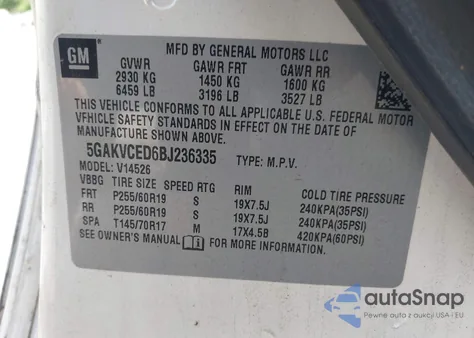 GM
MFD BY GENERAL MOTORS LLC
GVWR GAWR FRT GAWR RR
2930 KG 1450 KG 1600 KG
6459 LB 3196 LB 3527 LB
THIS VEHICLE CONFORMS TO ALL APPLICABLE U.S. FEDERAL MOTOR
VEHICLE SAFETY STANDARDS IN EFFECT ON THE DATE OF
MANUFACTURE SHOWN ABOVE.
5GAKVCED6BJ236335 TYPE: M.P.V.
MODEL: V14526
VBBG TIRE SIZE SPEED RTG RIM COLD TIRE PRESSURE
FRT P255/60R19 S 19X7.5J 240KPA(35PSI)
RR P255/60R19 S 19X7.5J 240KPA(35PSI)
SPA T145/70R17 M 17X4.5B 420KPA(60PSI)
SEE OWNER'S MANUAL FOR MORE INFORMATION.
autoSnap
Pewne auta z USA i EU